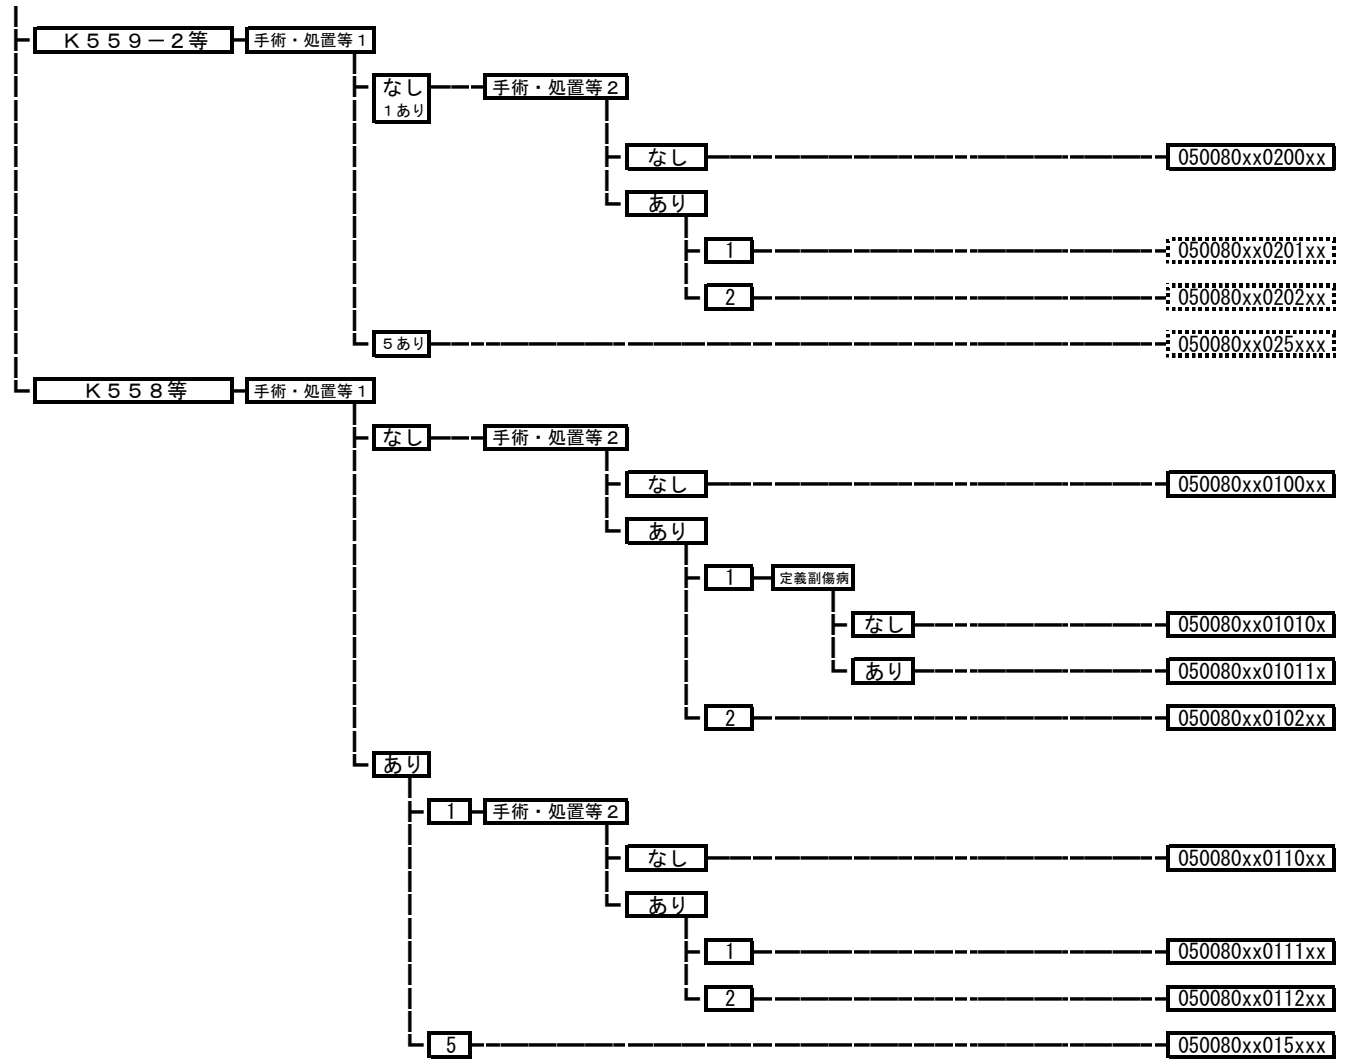 Ｋ５５９－２等 手術・処置等１
なし 手術・処置等２
１あり
なし 050080xx0200xx
あり
1 050080xx0201xx
2 050080xx0202xx
５あり 050080xx025xxx
Ｋ５５８等 手術・処置等１
なし 手術・処置等２
なし 050080xx0100xx
あり
1 定義副傷病
なし 050080xx01010x
あり 050080xx01011x
2 050080xx0102xx
あり
1 手術・処置等２
なし 050080xx0110xx
あり
1 050080xx0111xx
2 050080xx0112xx
5 050080xx015xxx